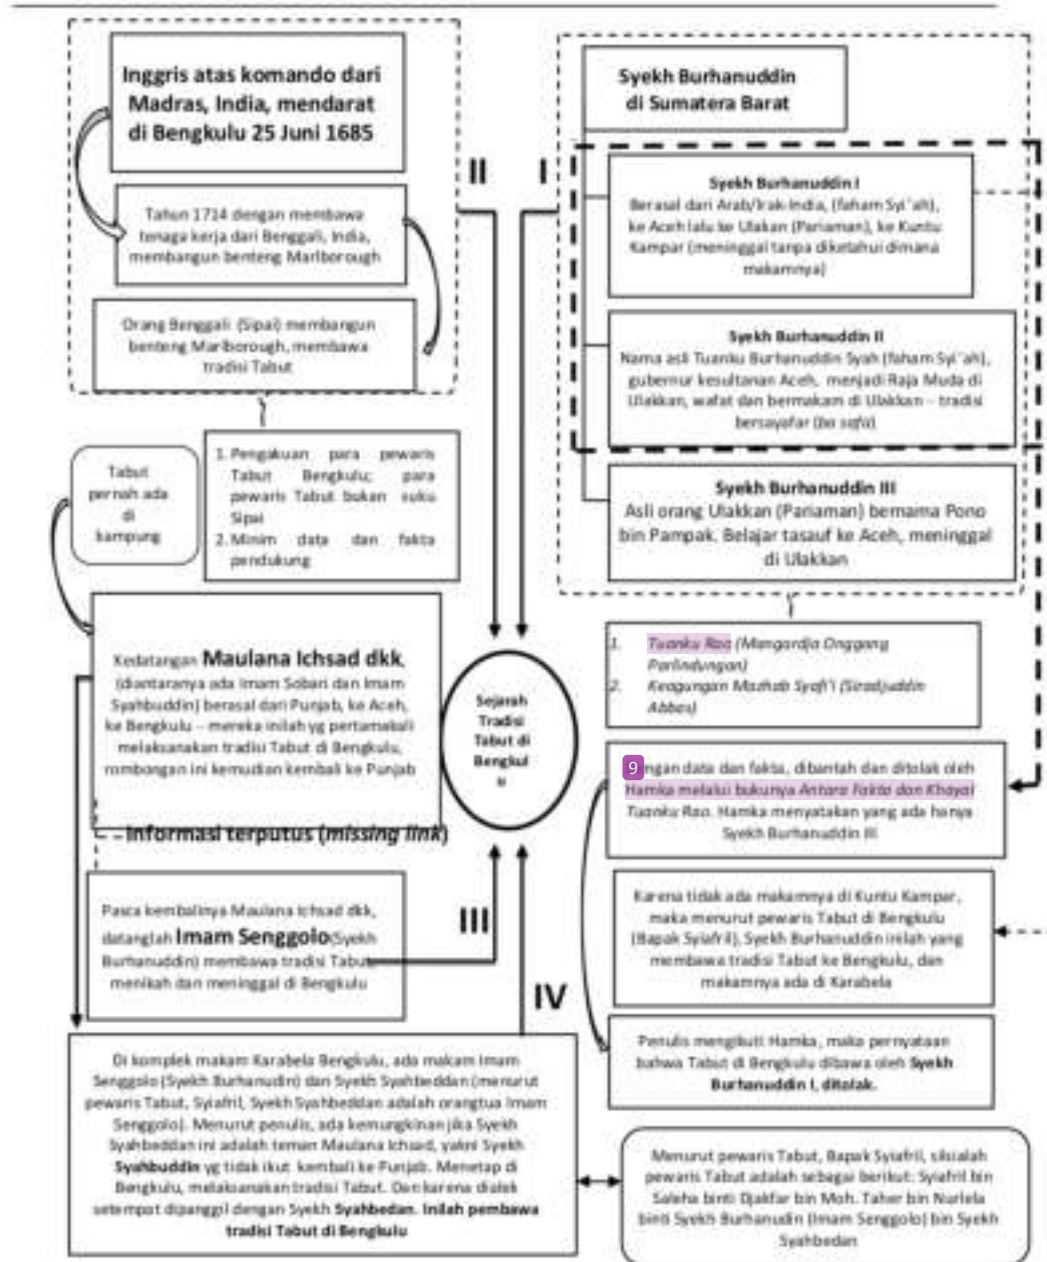 Inggris atas komando dari
Madras, India, mendarat
di Bengkulu 25 Juni 1685
Tahun 1714 dengan membawa
tenaga kerja dari Benggali, India,
membangun benteng Marlborough
Orang Benggali (Sipai) membangun
benteng Marlborough, membawa
tradisi Tabut
II
I
Syekh Burhanuddin
di Sumatera Barat
Syekh Burhanuddin I
Berasal dari Arab/Irak-India, (faham Syi'ah),
ke Aceh lalu ke Ulakan (Pariaman), ke Kuntu
Kampar (meninggal tanpa diketahui dimana
makamnya)
Syekh Burhanuddin II
Nama asli Tuanku Burhanuddin Syah (faham Syi'ah),
gubernur kesultanan Aceh, menjadi Raja Muda di
Ulakkan, wafat dan bermakam di Ulakkan – tradisi
bersayafar (ba safa)
Syekh Burhanuddin III
Asli orang Ulakkan (Pariaman) bernama Pono
bin Pampak. Belajar tasauf ke Aceh, meninggal
di Ulakkan
Tabut
pernah ada
di
kampung
1. Pengakuan para pewaris
Tabut Bengkulu; para
pewaris Tabut bukan suku
Sipai
2. Minim data dan fakta
pendukung
1. Tuanku Rao (Mangardja Onggang
Parlindungan)
2. Keagungan Mazhab Syafi'i (Siradjuddin
Abbas)
Kedatangan Maulana Ichsad dkk,
(diantaranya ada Imam Sobari dan Imam
Syahbuddin) berasal dari Punjab, ke Aceh,
ke Bengkulu – mereka inilah yg pertamakali
melaksanakan tradisi Tabut di Bengkulu,
rombongan ini kemudian kembali ke Punjab
Sejarah
Tradisi
Tabut di
Bengkul
u
9
ngan data dan fakta, dibantah dan ditolak oleh
Hamka melalui bukunya Antara Fakta dan Khayal
Tuanku Rao. Hamka menyatakan yang ada hanya
Syekh Burhanuddin III
Informasi terputus (missing link)
Pasca kembalinya Maulana Ichsad dkk,
datanglah Imam Senggolo(Syekh
Burhanuddin) membawa tradisi Tabut,
menikah dan meninggal di Bengkulu
III
IV
Karena tidak ada makamnya di Kuntu Kampar,
maka menurut pewaris Tabut di Bengkulu
(Bapak Syiafril), Syekh Burhanuddin inilah yang
membawa tradisi Tabut ke Bengkulu, dan
makamnya ada di Karabela
Penulis mengikuti Hamka, maka pernyataan
bahwa Tabut di Bengkulu dibawa oleh Syekh
Burhanuddin I, ditolak.
Di komplek makam Karabela Bengkulu, ada makam Imam
Senggolo (Syekh Burhanudin) dan Syekh Syahbeddan (menurut
pewaris Tabut, Syiafril, Syekh Syahbeddan adalah orangtua Imam
Senggolo). Menurut penulis, ada kemungkinan jika Syekh
Syahbeddan ini adalah teman Maulana Ichsad, yakni Syekh
Syahbuddin yg tidak ikut kembali ke Punjab. Menetap di
Bengkulu, melaksanakan tradisi Tabut. Dan karena dialek
setempat dipanggil dengan Syekh Syahbedan. Inilah pembawa
tradisi Tabut di Bengkulu
Menurut pewaris Tabut, Bapak Syiafril, silsialah
pewaris Tabut adalah sebagai berikut: Syiafril bin
Saleha binti Djakfar bin Moh. Taher bin Nurlela
binti Syekh Burhanudin (Imam Senggolo) bin Syekh
Syahbedan